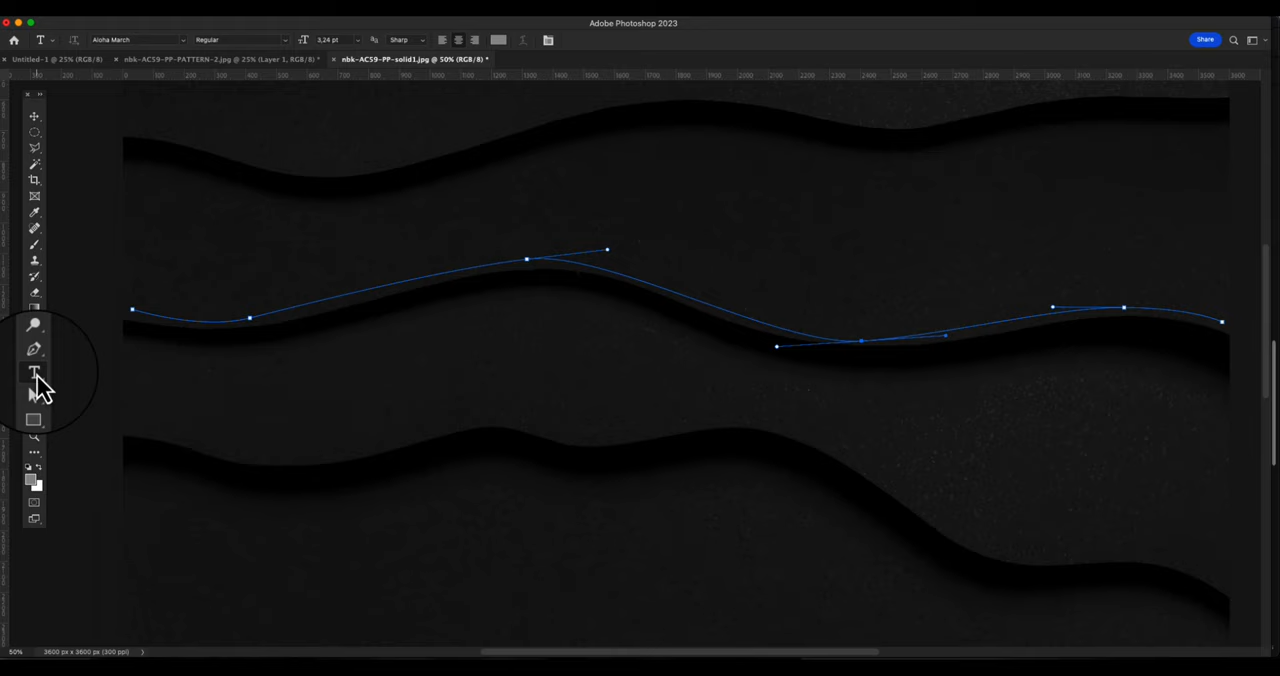 Adobe Photoshop 2023
T Aloha March Regular T 3,24 pt aa Sharp Share
Untitled-1 @ 25% (RGB/8) nbk-AC59-PP-PATTERN-2.jpg @ 25% (Layer 1, RGB/8) * nbk-AC59-PP-solid1.jpg @ 50% (RGB/8) *
50% 3600 px x 3600 px (300 ppi)